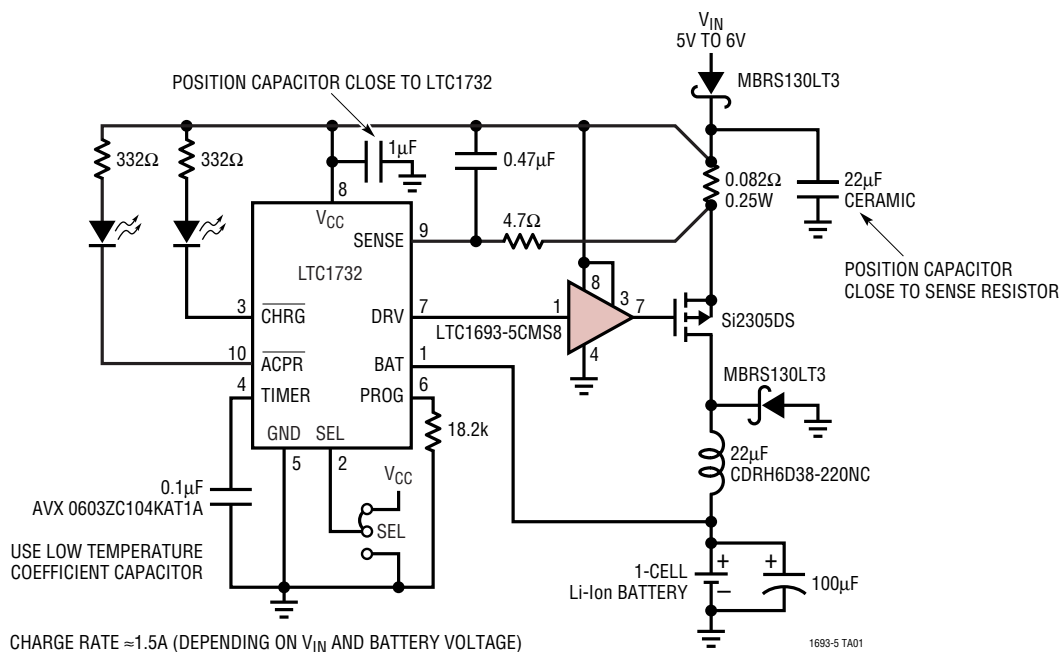 VIN
5V TO 6V
MBRS130LT3
POSITION CAPACITOR CLOSE TO LTC1732
332Ω
332Ω
1µF
0.47µF
0.082Ω
0.25W
22µF
CERAMIC
8
VCC
SENSE
9
4.7Ω
LTC1732
POSITION CAPACITOR
CLOSE TO SENSE RESISTOR
3
CHRG
DRV
7
1
8
3
7
LTC1693-5CMS8
4
Si2305DS
10
ACPR
BAT
1
MBRS130LT3
4
TIMER
PROG
6
18.2k
GND
SEL
5
2
22µF
CDRH6D38-220NC
VCC
SEL
0.1µF
AVX 0603ZC104KAT1A
USE LOW TEMPERATURE
COEFFICIENT CAPACITOR
1-CELL
Li-Ion BATTERY
+
−
+
100µF
CHARGE RATE ≈1.5A (DEPENDING ON VIN AND BATTERY VOLTAGE)
1693-5 TA01